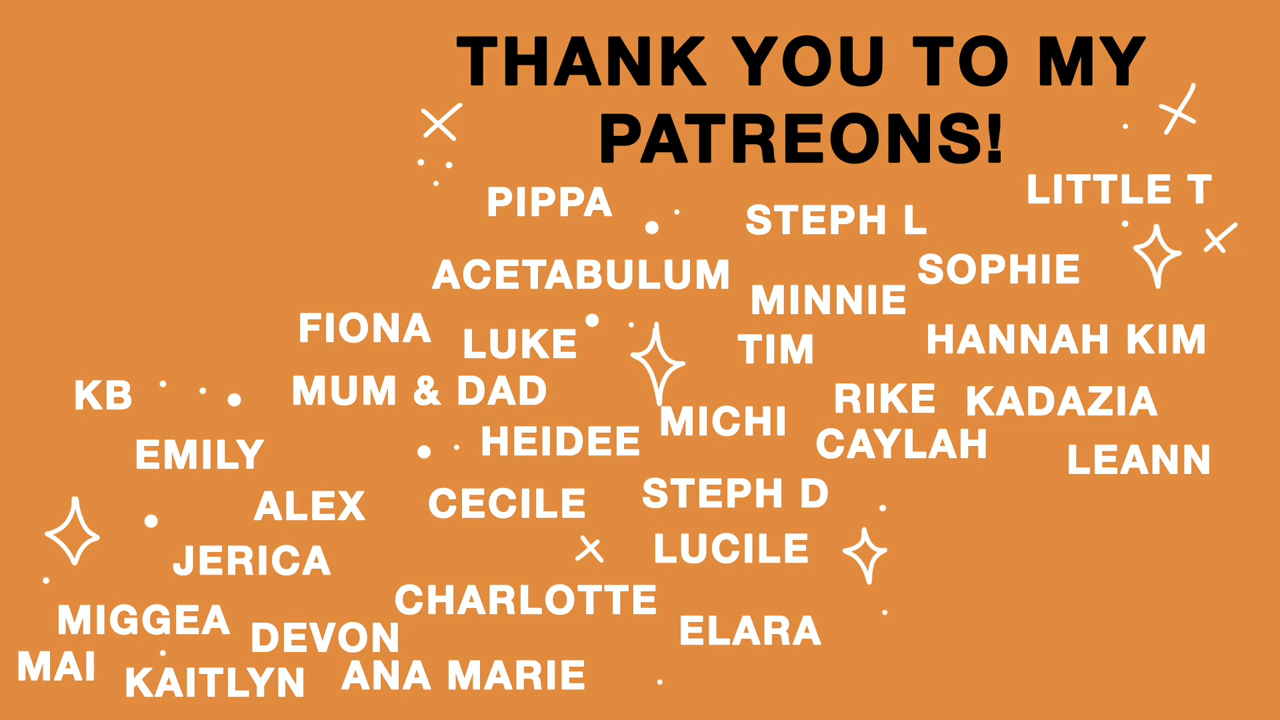 THANK YOU TO MY
PATREONS!
LITTLE T
PIPPA
STEPH L
SOPHIE
ACETABULUM
MINNIE
FIONA
LUKE
TIM
HANNAH KIM
KB
MUM & DAD
RIKE
KADAZIA
MICHI
HEIDEE
CAYLAH
EMILY
LEANN
ALEX
CECILE
STEPH D
JERICA
LUCILE
CHARLOTTE
MIGGEA
DEVON
ELARA
MAI
KAITLYN
ANA MARIE